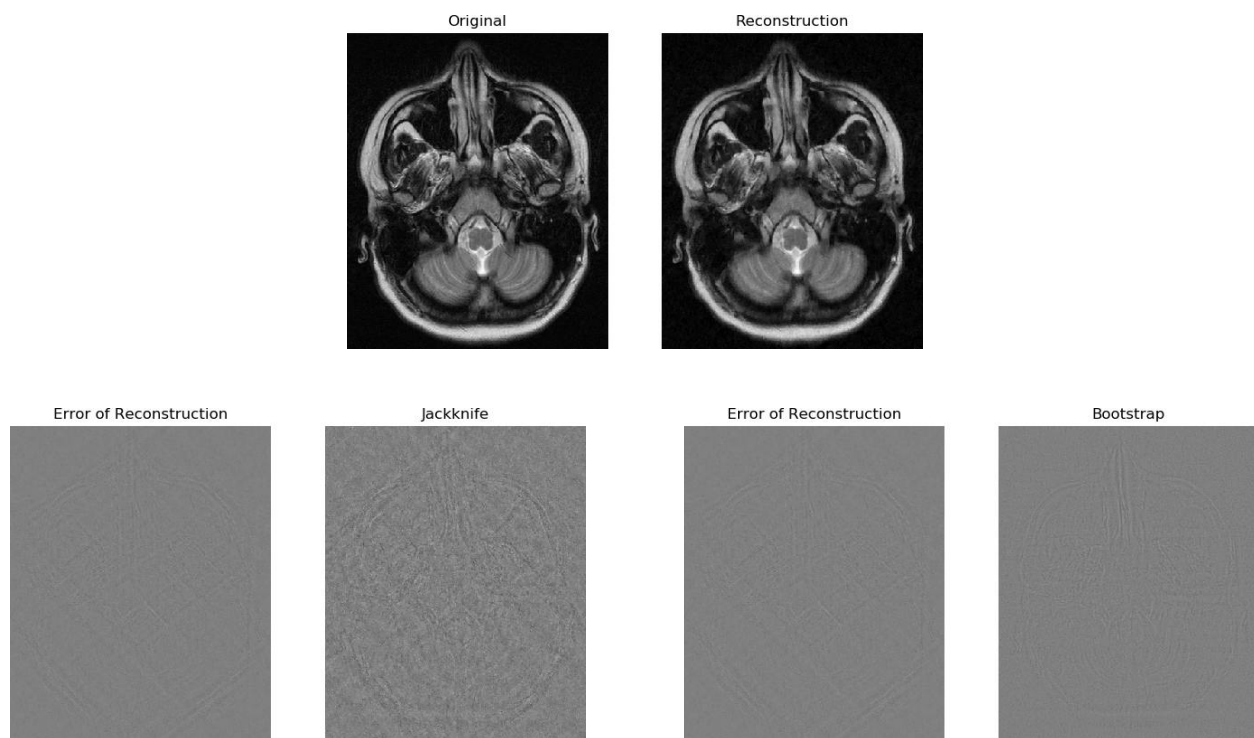 Original
Reconstruction
Error of Reconstruction
Jackknife
Error of Reconstruction
Bootstrap